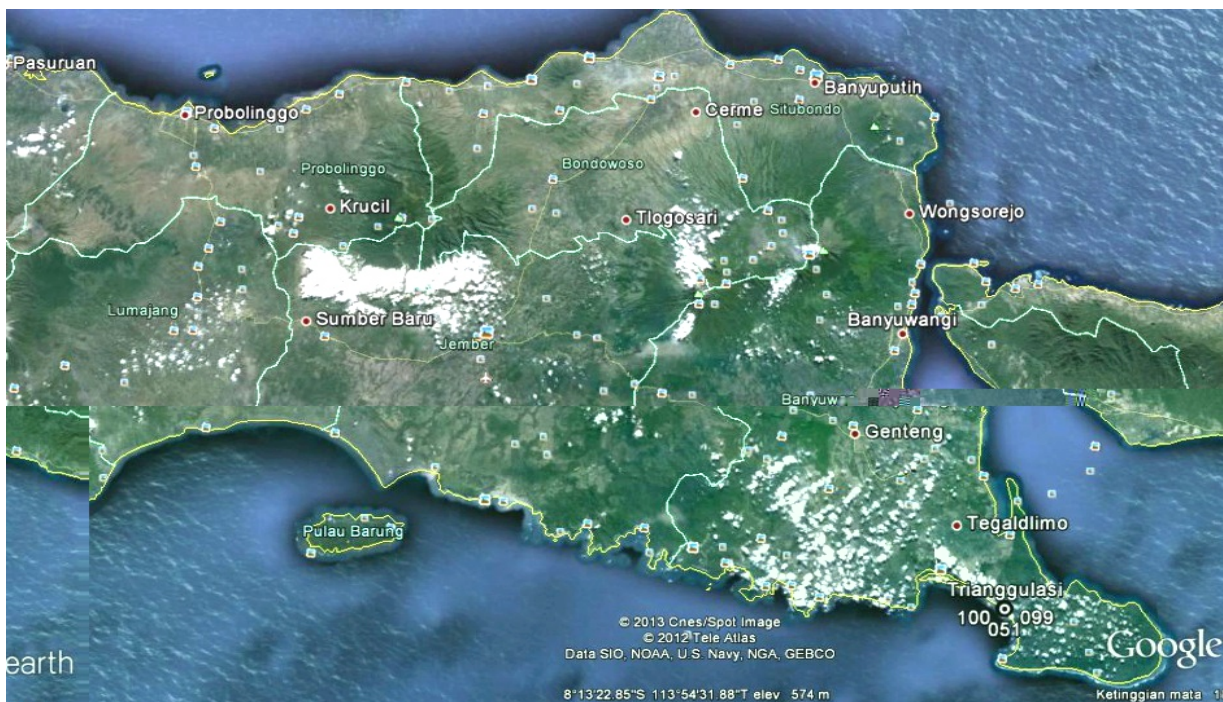 Pasuruan
Probolinggo
Banyuputih
Cerme
Situbondo
Bondowoso
Probolinggo
Krucil
Tlogosari
Wongsorejo
Lumajang
Sumber Baru
Banyuwangi
Jember
Genteng
Pulau Barung
Tegaldlimo
Trianggulasi
100 099
051
© 2013 Cnes/Spot Image
© 2012 Tele Atlas
Data SIO, NOAA, U.S. Navy, NGA, GEBCO
earth
Google
8°13'22.85"S 113°54'31.88"T elev 574 m
Ketinggian mata